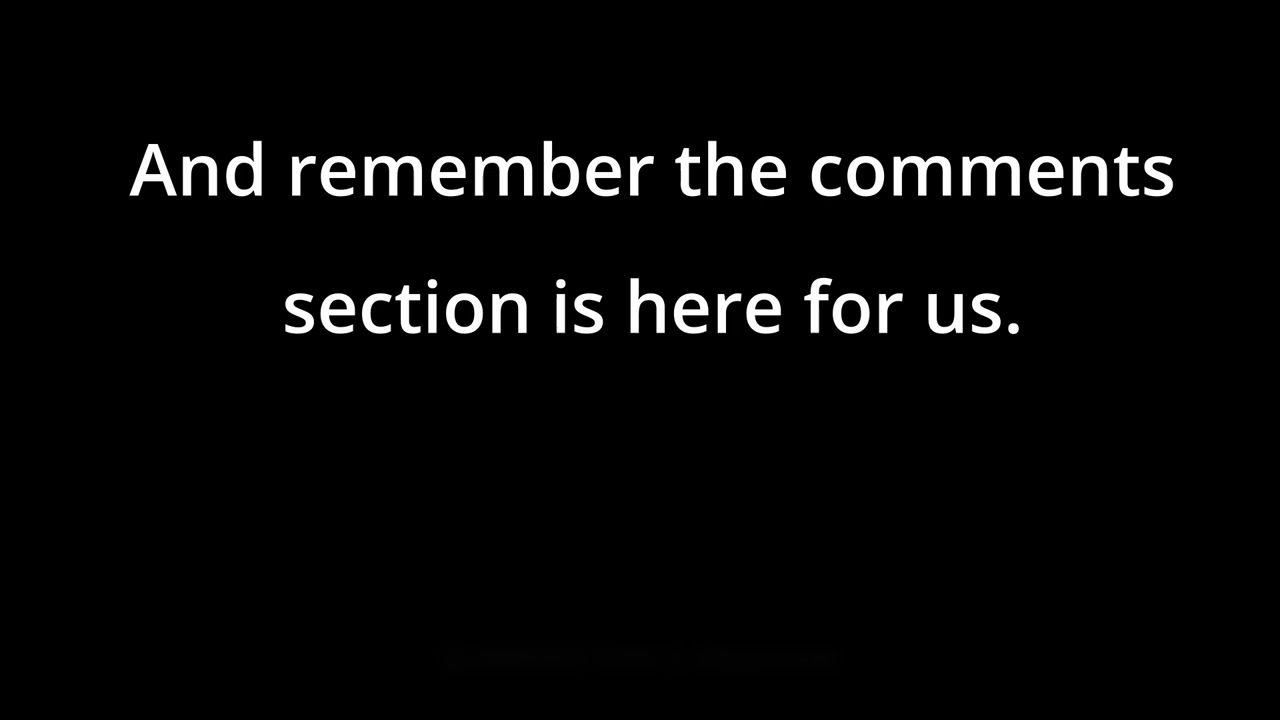 And remember the comments
section is here for us.